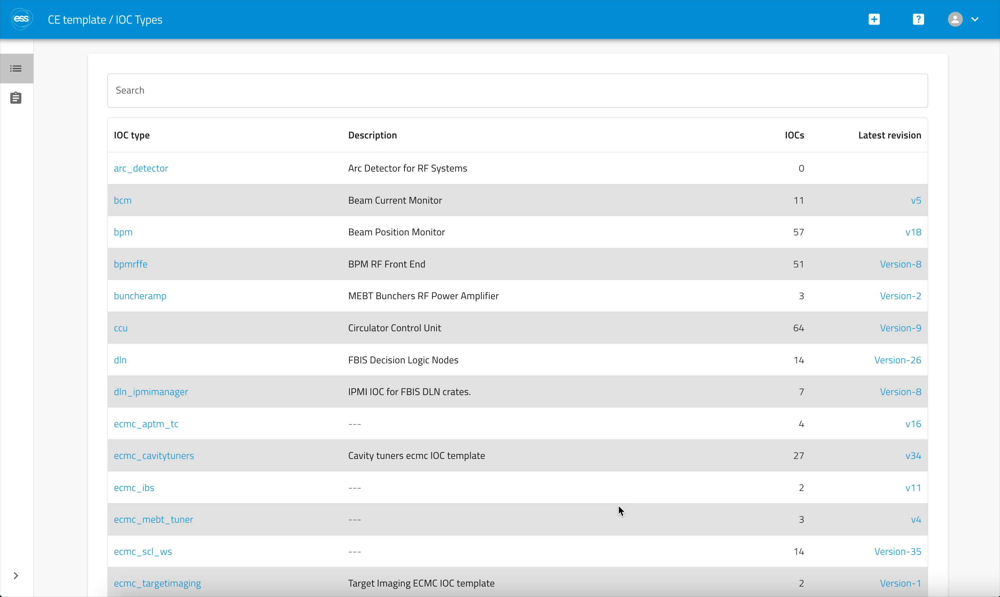 ess CE template / IOC Types
Search
IOC type Description IOCs Latest revision
arc_detector Arc Detector for RF Systems 0
bcm Beam Current Monitor 11 v5
bpm Beam Position Monitor 57 v18
bpmrffe BPM RF Front End 51 Version-8
buncheramp MEBT Bunchers RF Power Amplifier 3 Version-2
ccu Circulator Control Unit 64 Version-9
dln FBIS Decision Logic Nodes 14 Version-26
dln_ipmimanager IPMI IOC for FBIS DLN crates. 7 Version-8
ecmc_aptm_tc --- 4 v16
ecmc_cavitytuners Cavity tuners ecmc IOC template 27 v34
ecmc_ibs --- 2 v11
ecmc_mebt_tuner --- 3 v4
ecmc_scl_ws --- 14 Version-35
ecmc_targetimaging Target Imaging ECMC IOC template 2 Version-1